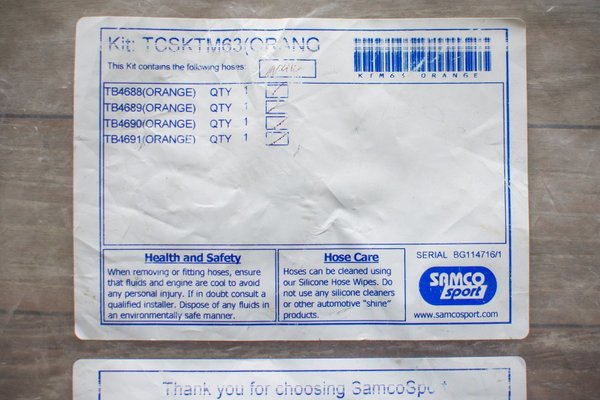 Kit: TCSKTM63(ORANG
This Kit contains the following hoses:
KTM63 ORANGE
TB4688(ORANGE) QTY 1
TB4689(ORANGE) QTY 1
TB4690(ORANGE) QTY 1
TB4691(ORANGE) QTY 1
Health and Safety
When removing or fitting hoses, ensure
that fluids and engine are cool to avoid
any personal injury. If in doubt consult a
qualified installer. Dispose of any fluids in
an environmentally safe manner.
Hose Care
Hoses can be cleaned using
our Silicone Hose Wipes. Do
not use any silicone cleaners
or other automotive "shine"
products.
SERIAL BG114716/1
SAMCO
sport
www.samcosport.com
Thank you for choosing SamcoSport